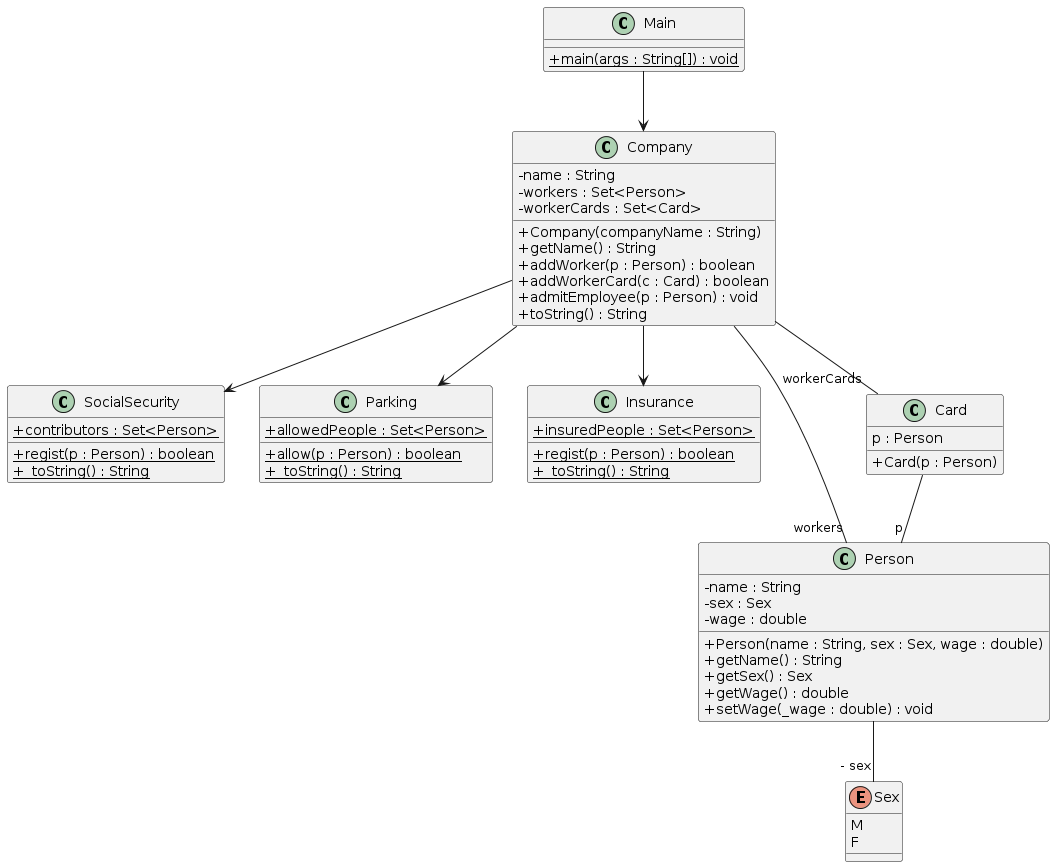 C Main
+main(args : String[]) : void
C Company
-name : String
-workers : Set<Person>
-workerCards : Set<Card>
+Company(companyName : String)
+getName() : String
+addWorker(p : Person) : boolean
+addWorkerCard(c : Card) : boolean
+admitEmployee(p : Person) : void
+toString() : String
workerCards
C SocialSecurity
+contributors : Set<Person>
+regist(p : Person) : boolean
+ toString() : String
C Parking
+allowedPeople : Set<Person>
+allow(p : Person) : boolean
+ toString() : String
C Insurance
+insuredPeople : Set<Person>
+regist(p : Person) : boolean
+ toString() : String
C Card
p : Person
+Card(p : Person)
workers
p
C Person
-name : String
-sex : Sex
-wage : double
+Person(name : String, sex : Sex, wage : double)
+getName() : String
+getSex() : Sex
+getWage() : double
+setWage(_wage : double) : void
- sex
E Sex
M
F